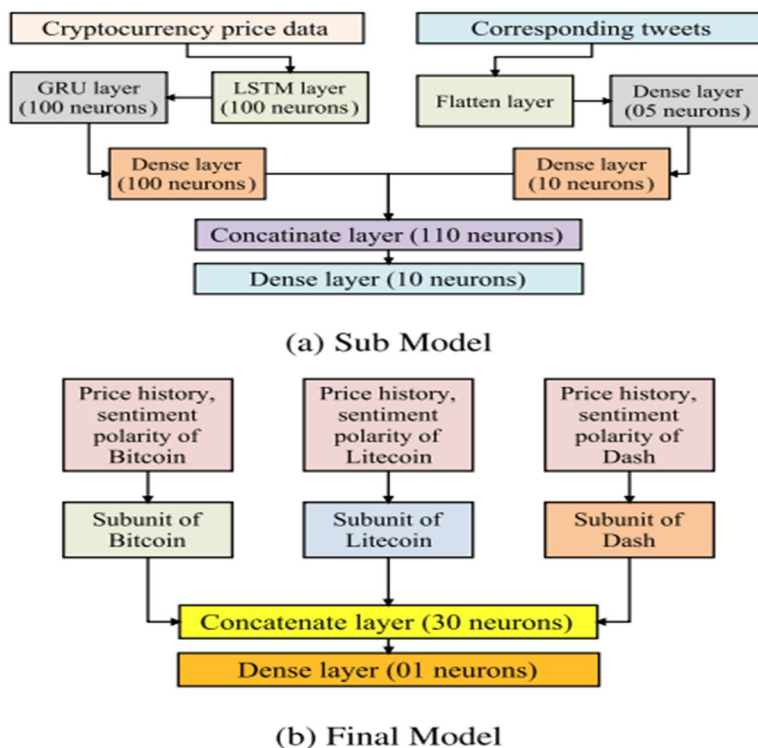 Cryptocurrency price data
Corresponding tweets
GRU layer
(100 neurons)
LSTM layer
(100 neurons)
Flatten layer
Dense layer
(05 neurons)
Dense layer
(100 neurons)
Dense layer
(10 neurons)
Concatinate layer (110 neurons)
Dense layer (10 neurons)
(a) Sub Model
Price history,
sentiment
polarity of
Bitcoin
Price history,
sentiment
polarity of
Litecoin
Price history,
sentiment
polarity of
Dash
Subunit of
Bitcoin
Subunit of
Litecoin
Subunit of
Dash
Concatenate layer (30 neurons)
Dense layer (01 neurons)
(b) Final Model